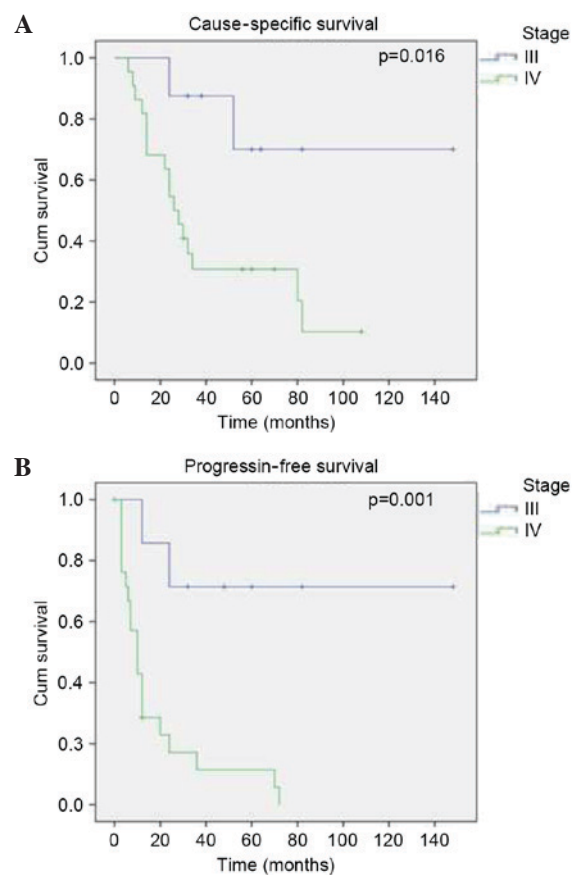 A
Cause-specific survival
p=0.016
Stage
III
IV
Cum survival
1.0
0.8
0.6
0.4
0.2
0.0
0 20 40 60 80 100 120 140
Time (months)
B
Progressin-free survival
p=0.001
Stage
III
IV
Cum survival
1.0
0.8
0.6
0.4
0.3
0.0
0 20 40 60 80 100 120 140
Time (months)